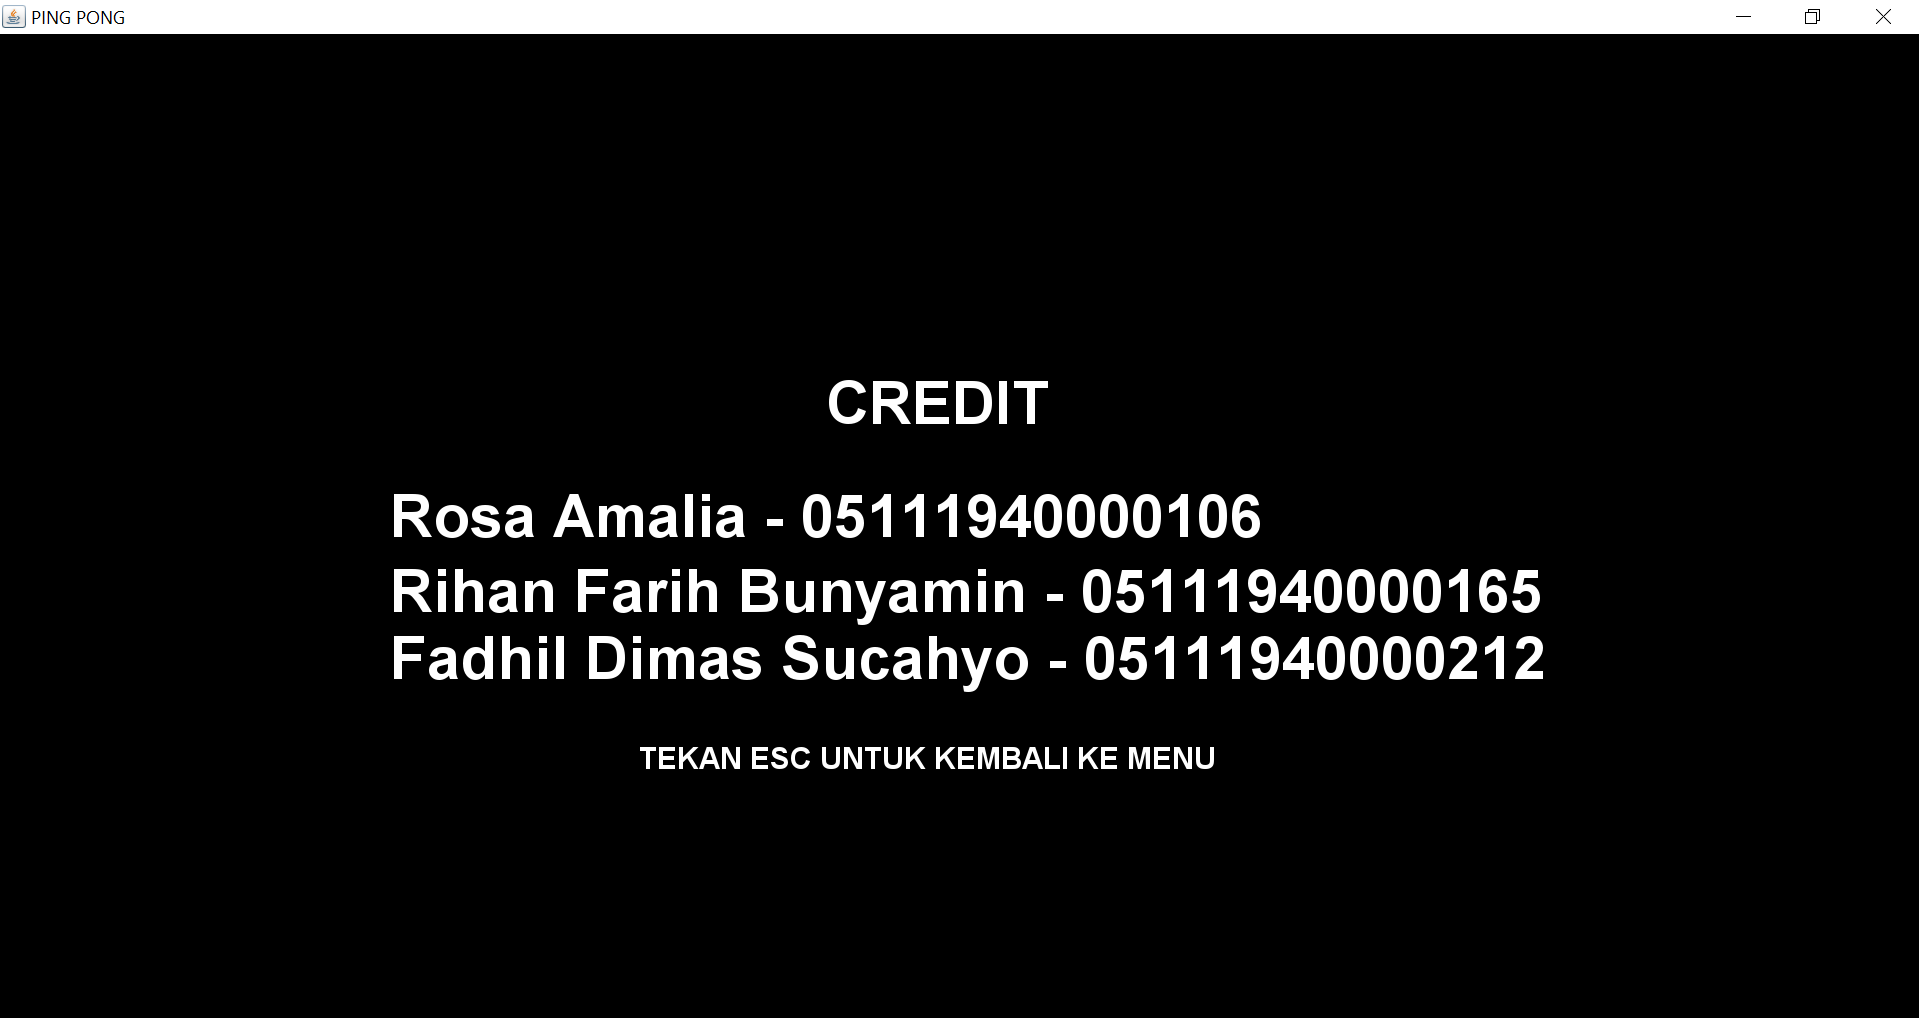 PING PONG
CREDIT
Rosa Amalia - 05111940000106
Rihan Farih Bunyamin - 05111940000165
Fadhil Dimas Sucahyo - 05111940000212
TEKAN ESC UNTUK KEMBALI KE MENU